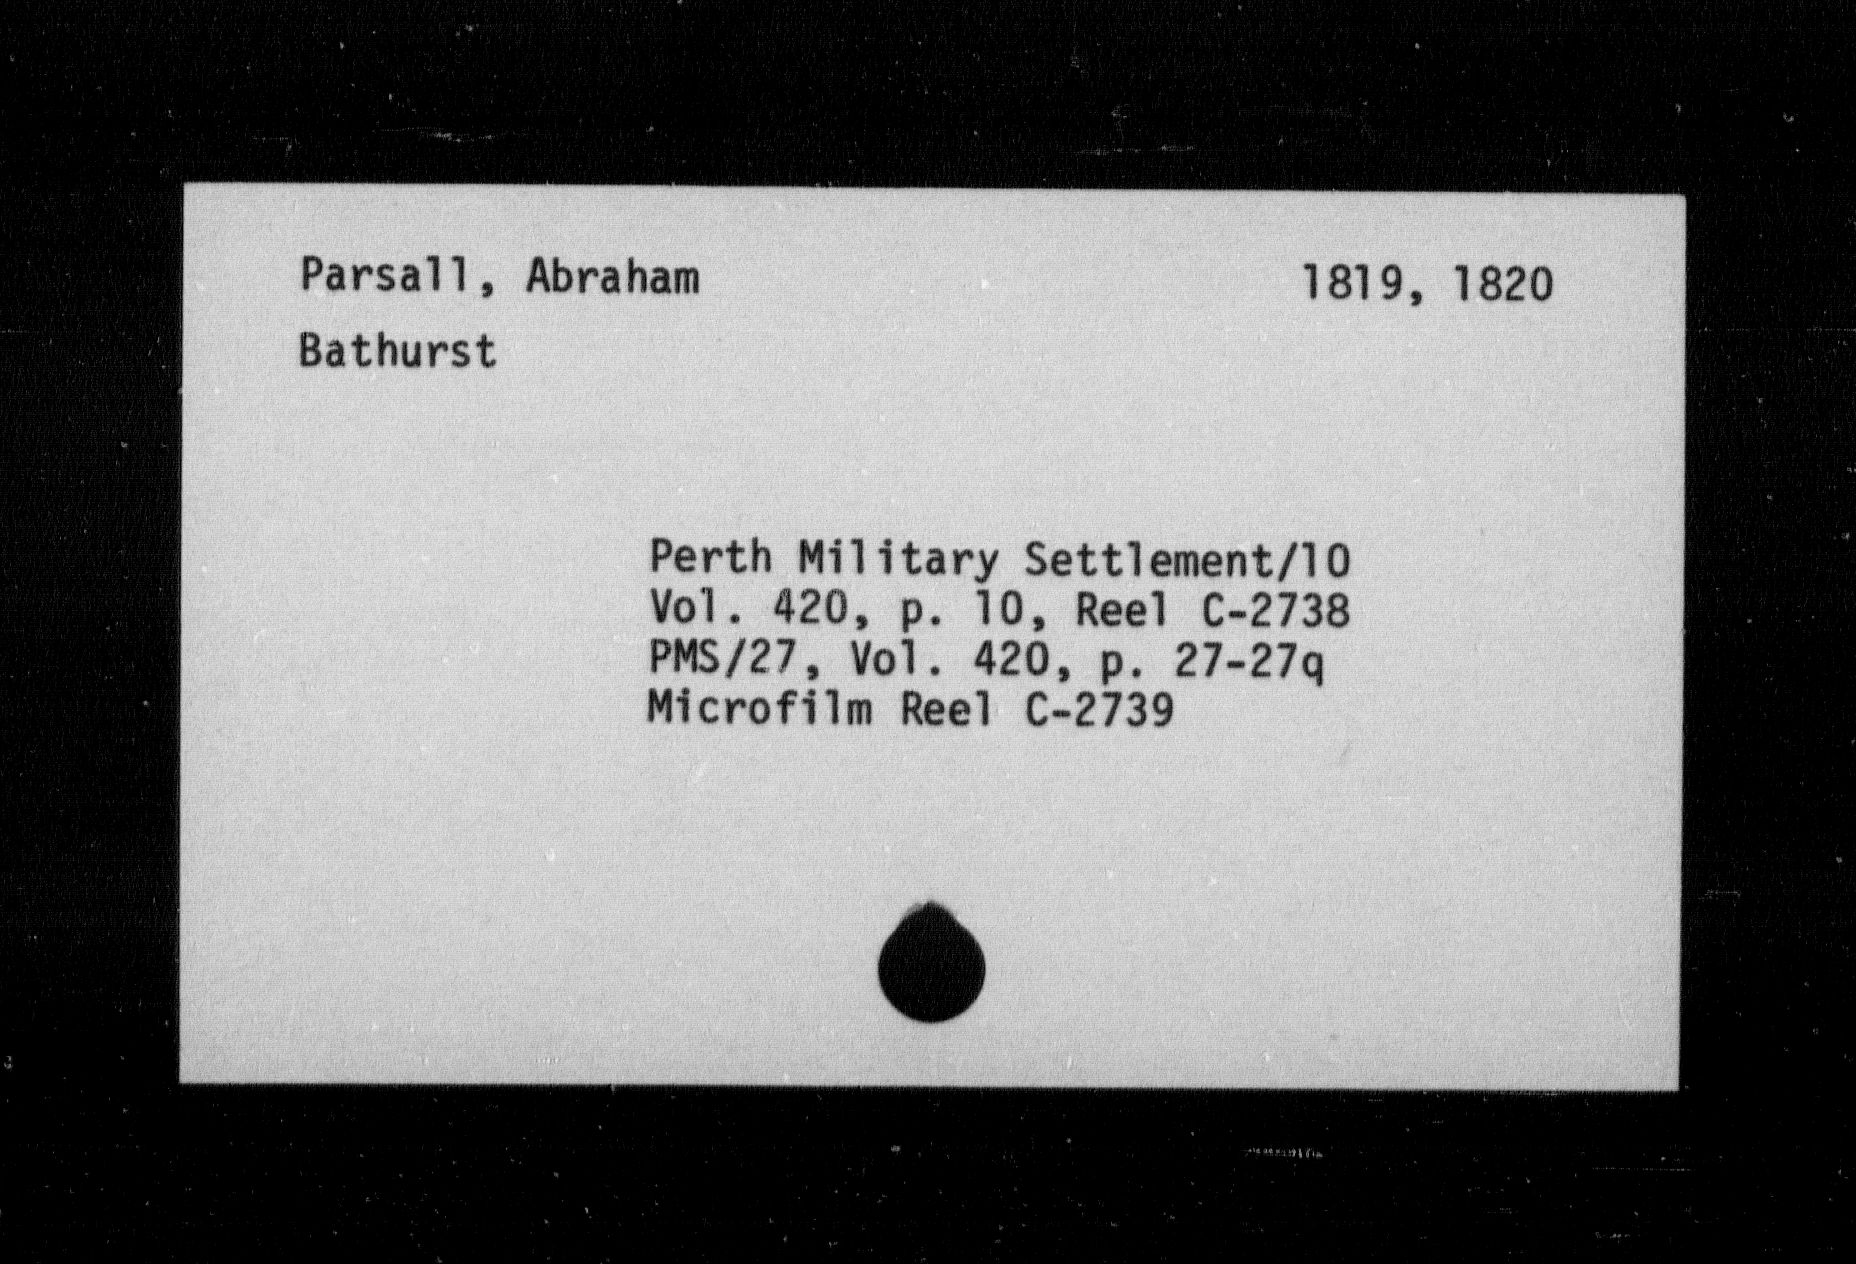 Parsall, Abraham 1819, 1820
Bathurst
Perth Military Settlement/10
Vol. 420, p. 10, Reel C-2738
PMS/27, Vol. 420, p. 27-27q
Microfilm Reel C-2739